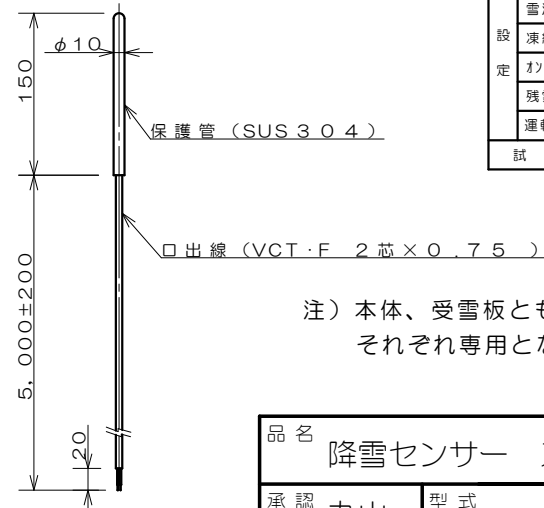 φ10
150
保護管（SUS304）
口出線（VCT・F 2芯×0.75）
5,000±200
20
設定
試
注）本体、受雪板とも
それぞれ専用とな
品名
降雪センサー
承認
型式